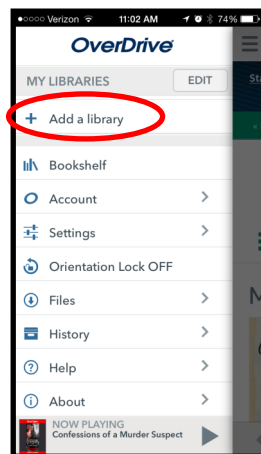 Verizon 11:02 AM 74%
OverDrive
MY LIBRARIES EDIT
+ Add a library
Bookshelf
Account
Settings
Orientation Lock OFF
Files
History
Help
About
NOW PLAYING
Confessions of a Murder Suspect